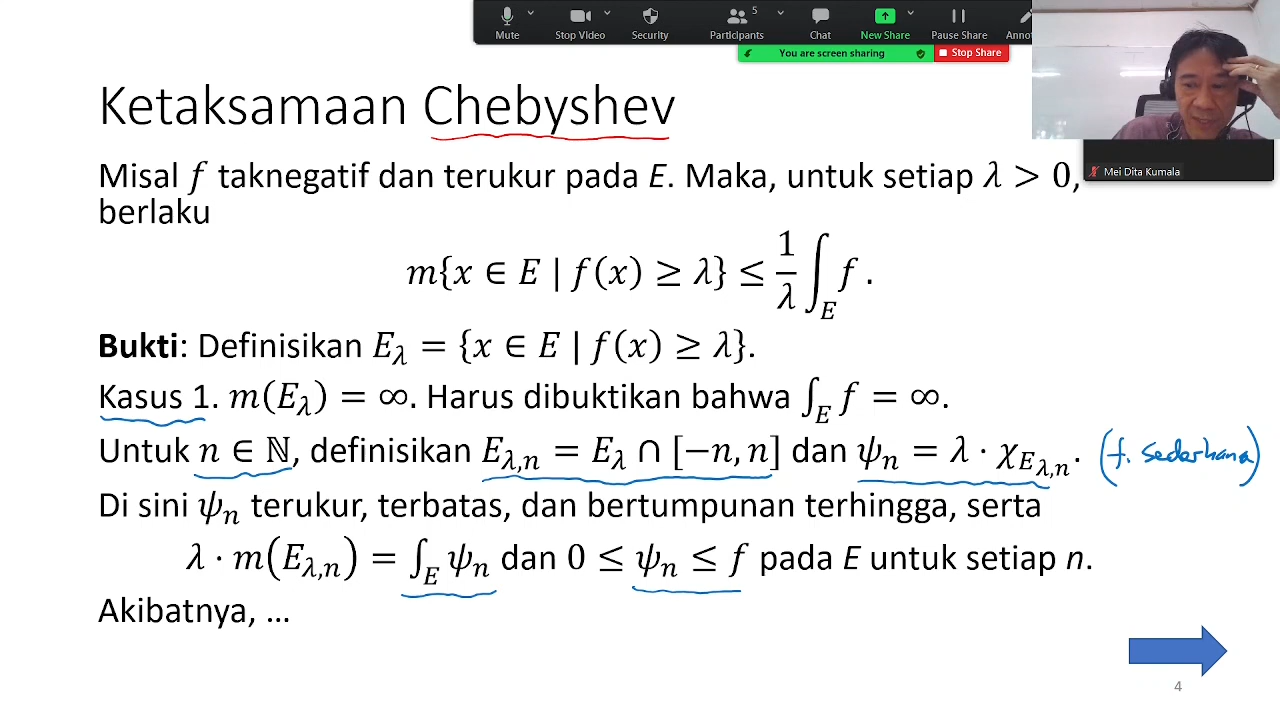 Mute
Stop Video
Security
5
Participants
Chat
New Share
Pause Share
You are screen sharing
Stop Share
Mei Dita Kumala
Ketaksamaan Chebyshev
Misal f taknegatif dan terukur pada E. Maka, untuk setiap λ > 0,
berlaku
m{x ∈ E | f(x) ≥ λ} ≤ 1/λ ∫_E f .
Bukti: Definisikan E_λ = {x ∈ E | f(x) ≥ λ}.
Kasus 1. m(E_λ) = ∞. Harus dibuktikan bahwa ∫_E f = ∞.
Untuk n ∈ ℕ, definisikan E_{λ,n} = E_λ ∩ [−n, n] dan ψ_n = λ · χ_{E_{λ,n}}. (f. sederhana)
Di sini ψ_n terukur, terbatas, dan bertumpunan terhingga, serta
λ · m(E_{λ,n}) = ∫_E ψ_n dan 0 ≤ ψ_n ≤ f pada E untuk setiap n.
Akibatnya, ...
4